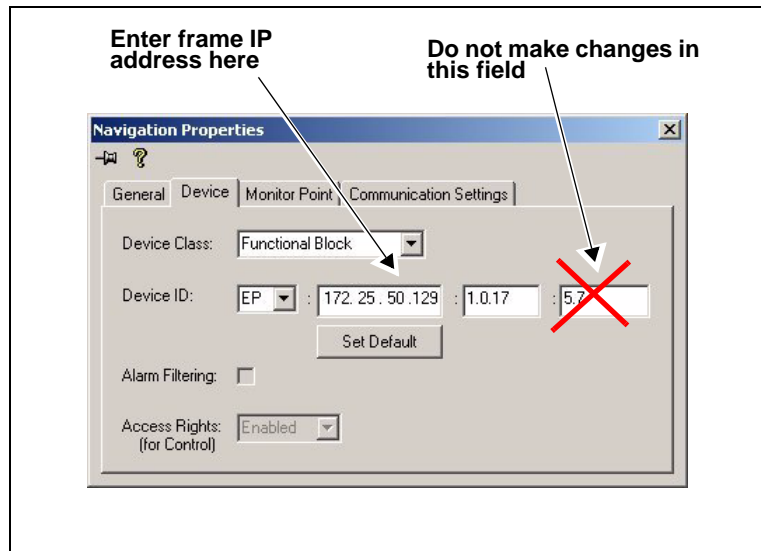 Enter frame IP
address here
Do not make changes in
this field
Navigation Properties
General Device Monitor Point Communication Settings
Device Class: Functional Block
Device ID: EP : 172. 25 . 50 .129 : 1.0.17 : 5.7
Set Default
Alarm Filtering:
Access Rights: Enabled
(for Control)